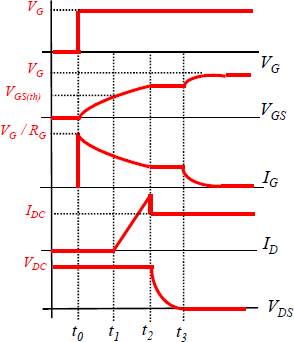 V_G
V_G
V_G
V_GS(th)
V_GS
V_G / R_G
I_G
I_DC
I_D
V_DC
V_DS
t_0 t_1 t_2 t_3